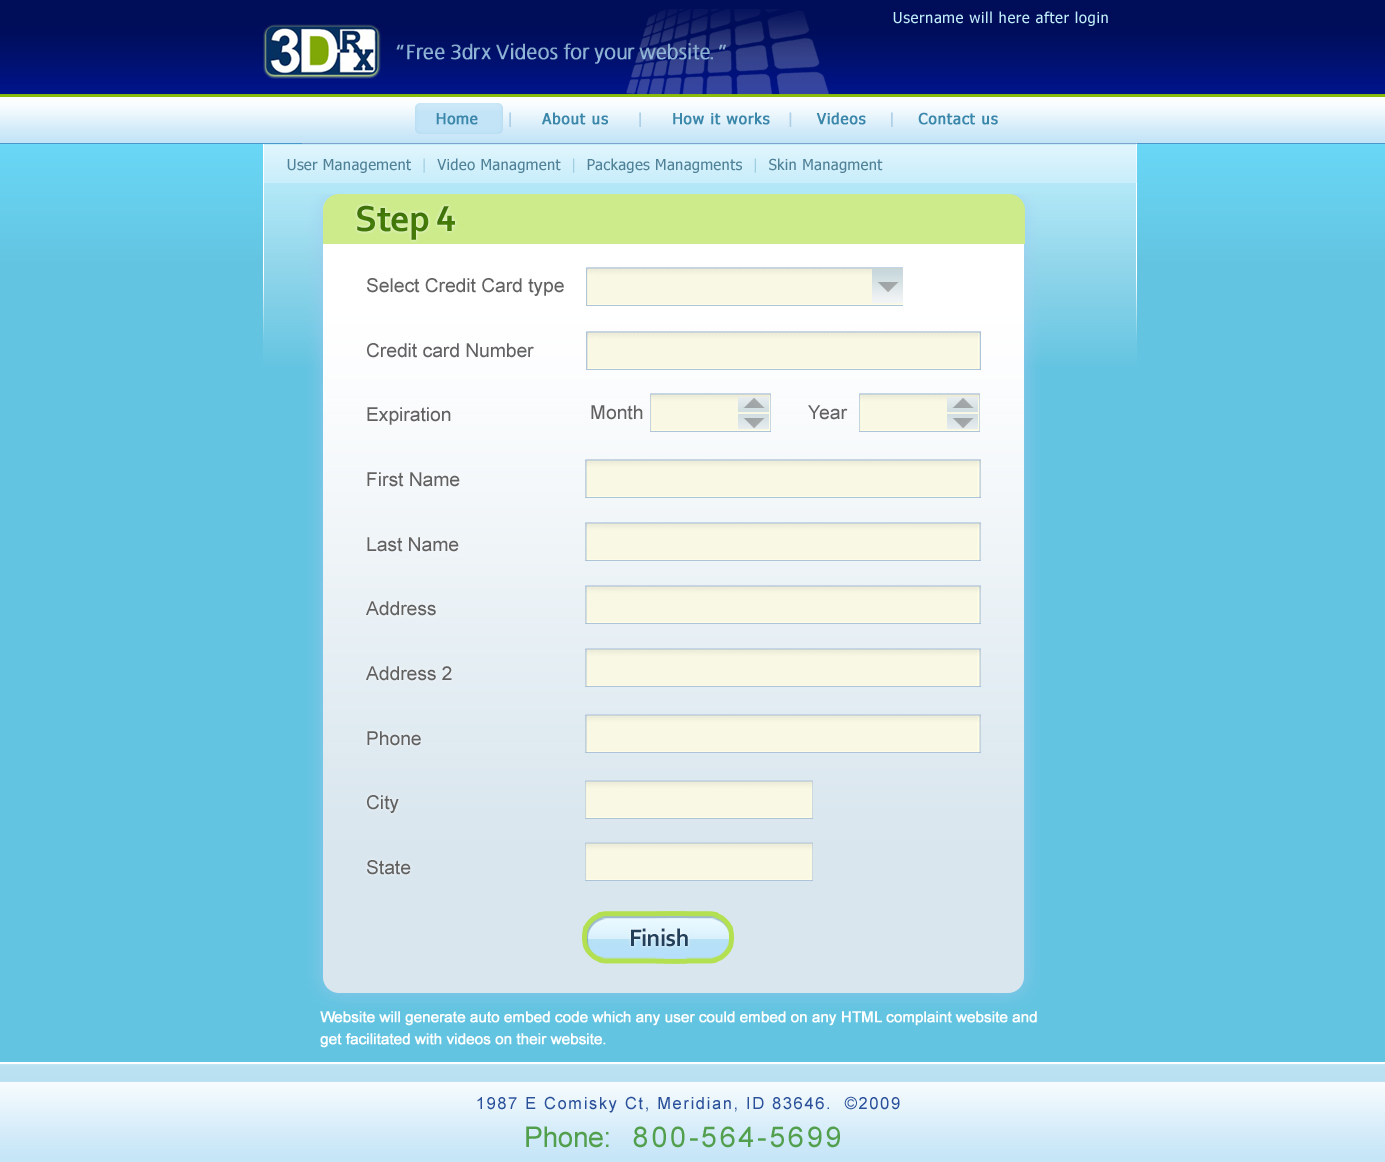 Username will here after login
3DRx
“Free 3drx Videos for your website.”
Home | About us | How it works | Videos | Contact us
User Management | Video Managment | Packages Managments | Skin Managment
Step 4
Select Credit Card type
Credit card Number
Expiration Month Year
First Name
Last Name
Address
Address 2
Phone
City
State
Finish
Website will generate auto embed code which any user could embed on any HTML complaint website and
get facilitated with videos on their website.
1987 E Comisky Ct, Meridian, ID 83646. ©2009
Phone: 800-564-5699